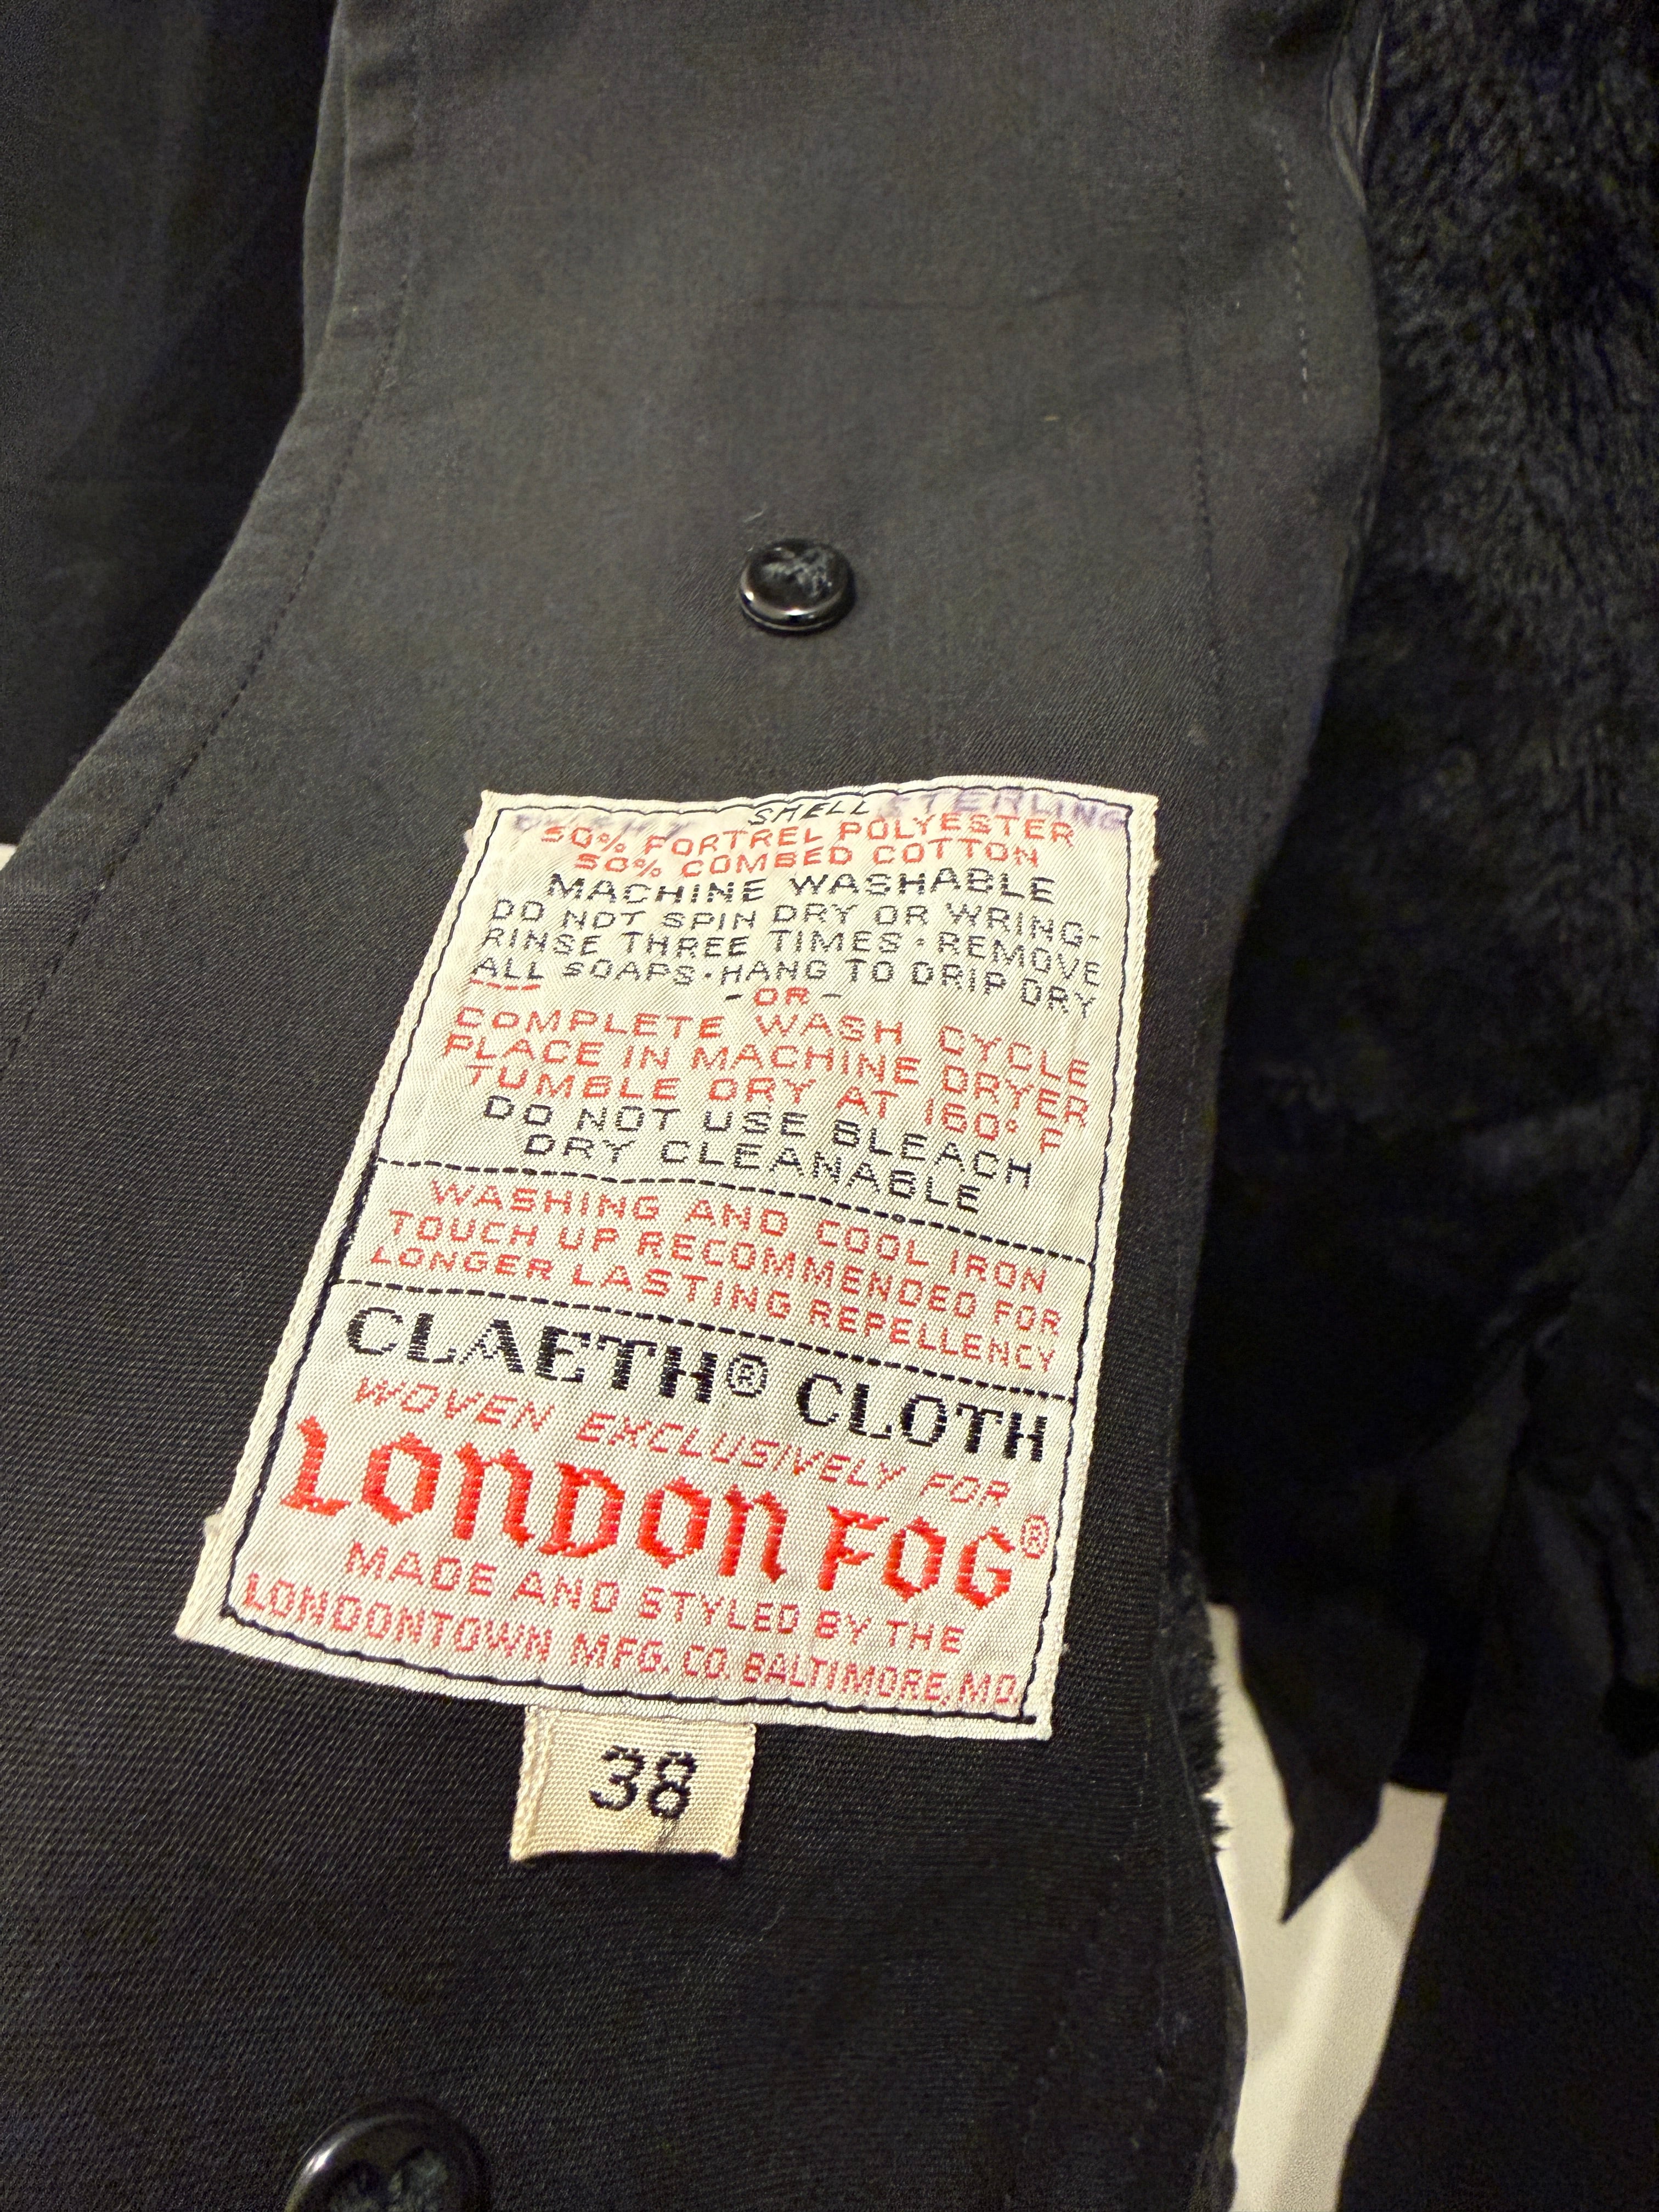 SHELL STERLING
50% FORTREL POLYESTER
50% COMBED COTTON
MACHINE WASHABLE
DO NOT SPIN DRY OR WRING-
RINSE THREE TIMES · REMOVE
ALL SOAPS · HANG TO DRIP DRY
- OR -
COMPLETE WASH CYCLE
PLACE IN MACHINE DRYER
TUMBLE DRY AT 160° F
DO NOT USE BLEACH
DRY CLEANABLE
WASHING AND COOL IRON
TOUCH UP RECOMMENDED FOR
LONGER LASTING REPELLENCY
CLAETH® CLOTH
WOVEN EXCLUSIVELY FOR
LONDON FOG®
MADE AND STYLED BY THE
LONDONTOWN MFG. CO. BALTIMORE, MD.
38